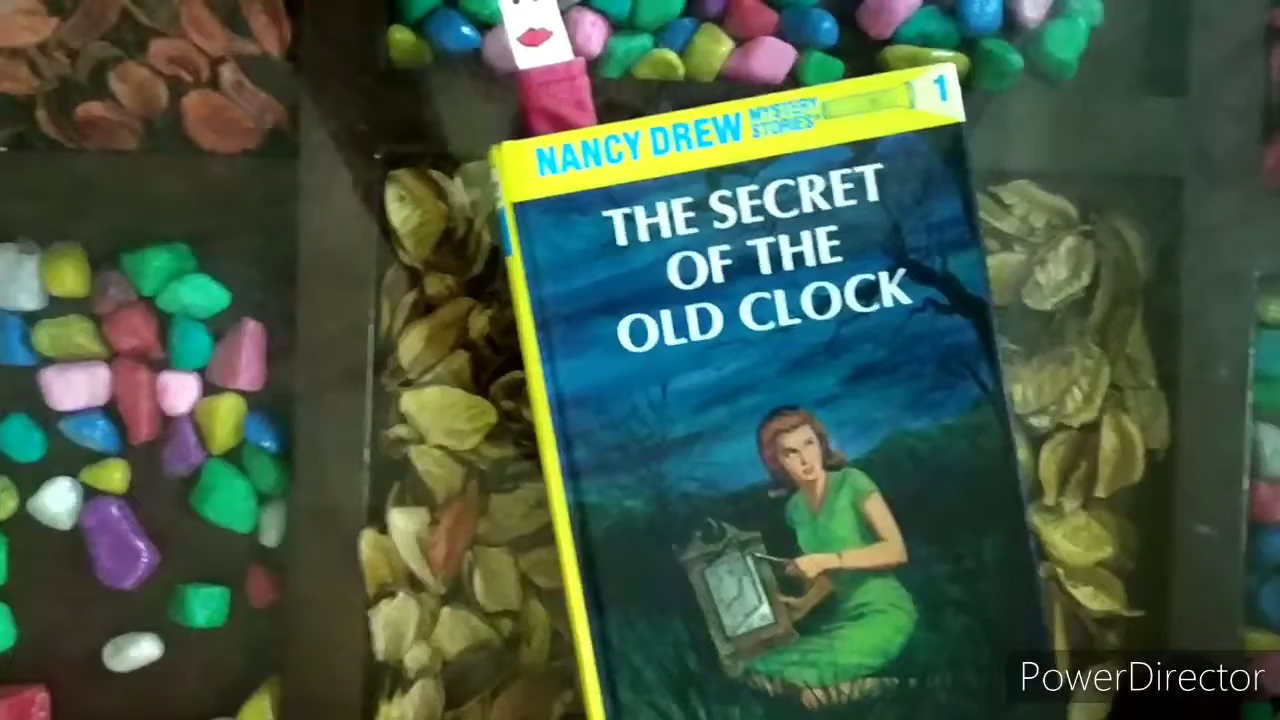 NANCY DREW MYSTERY STORIES® 1
THE SECRET
OF THE
OLD CLOCK
PowerDirector